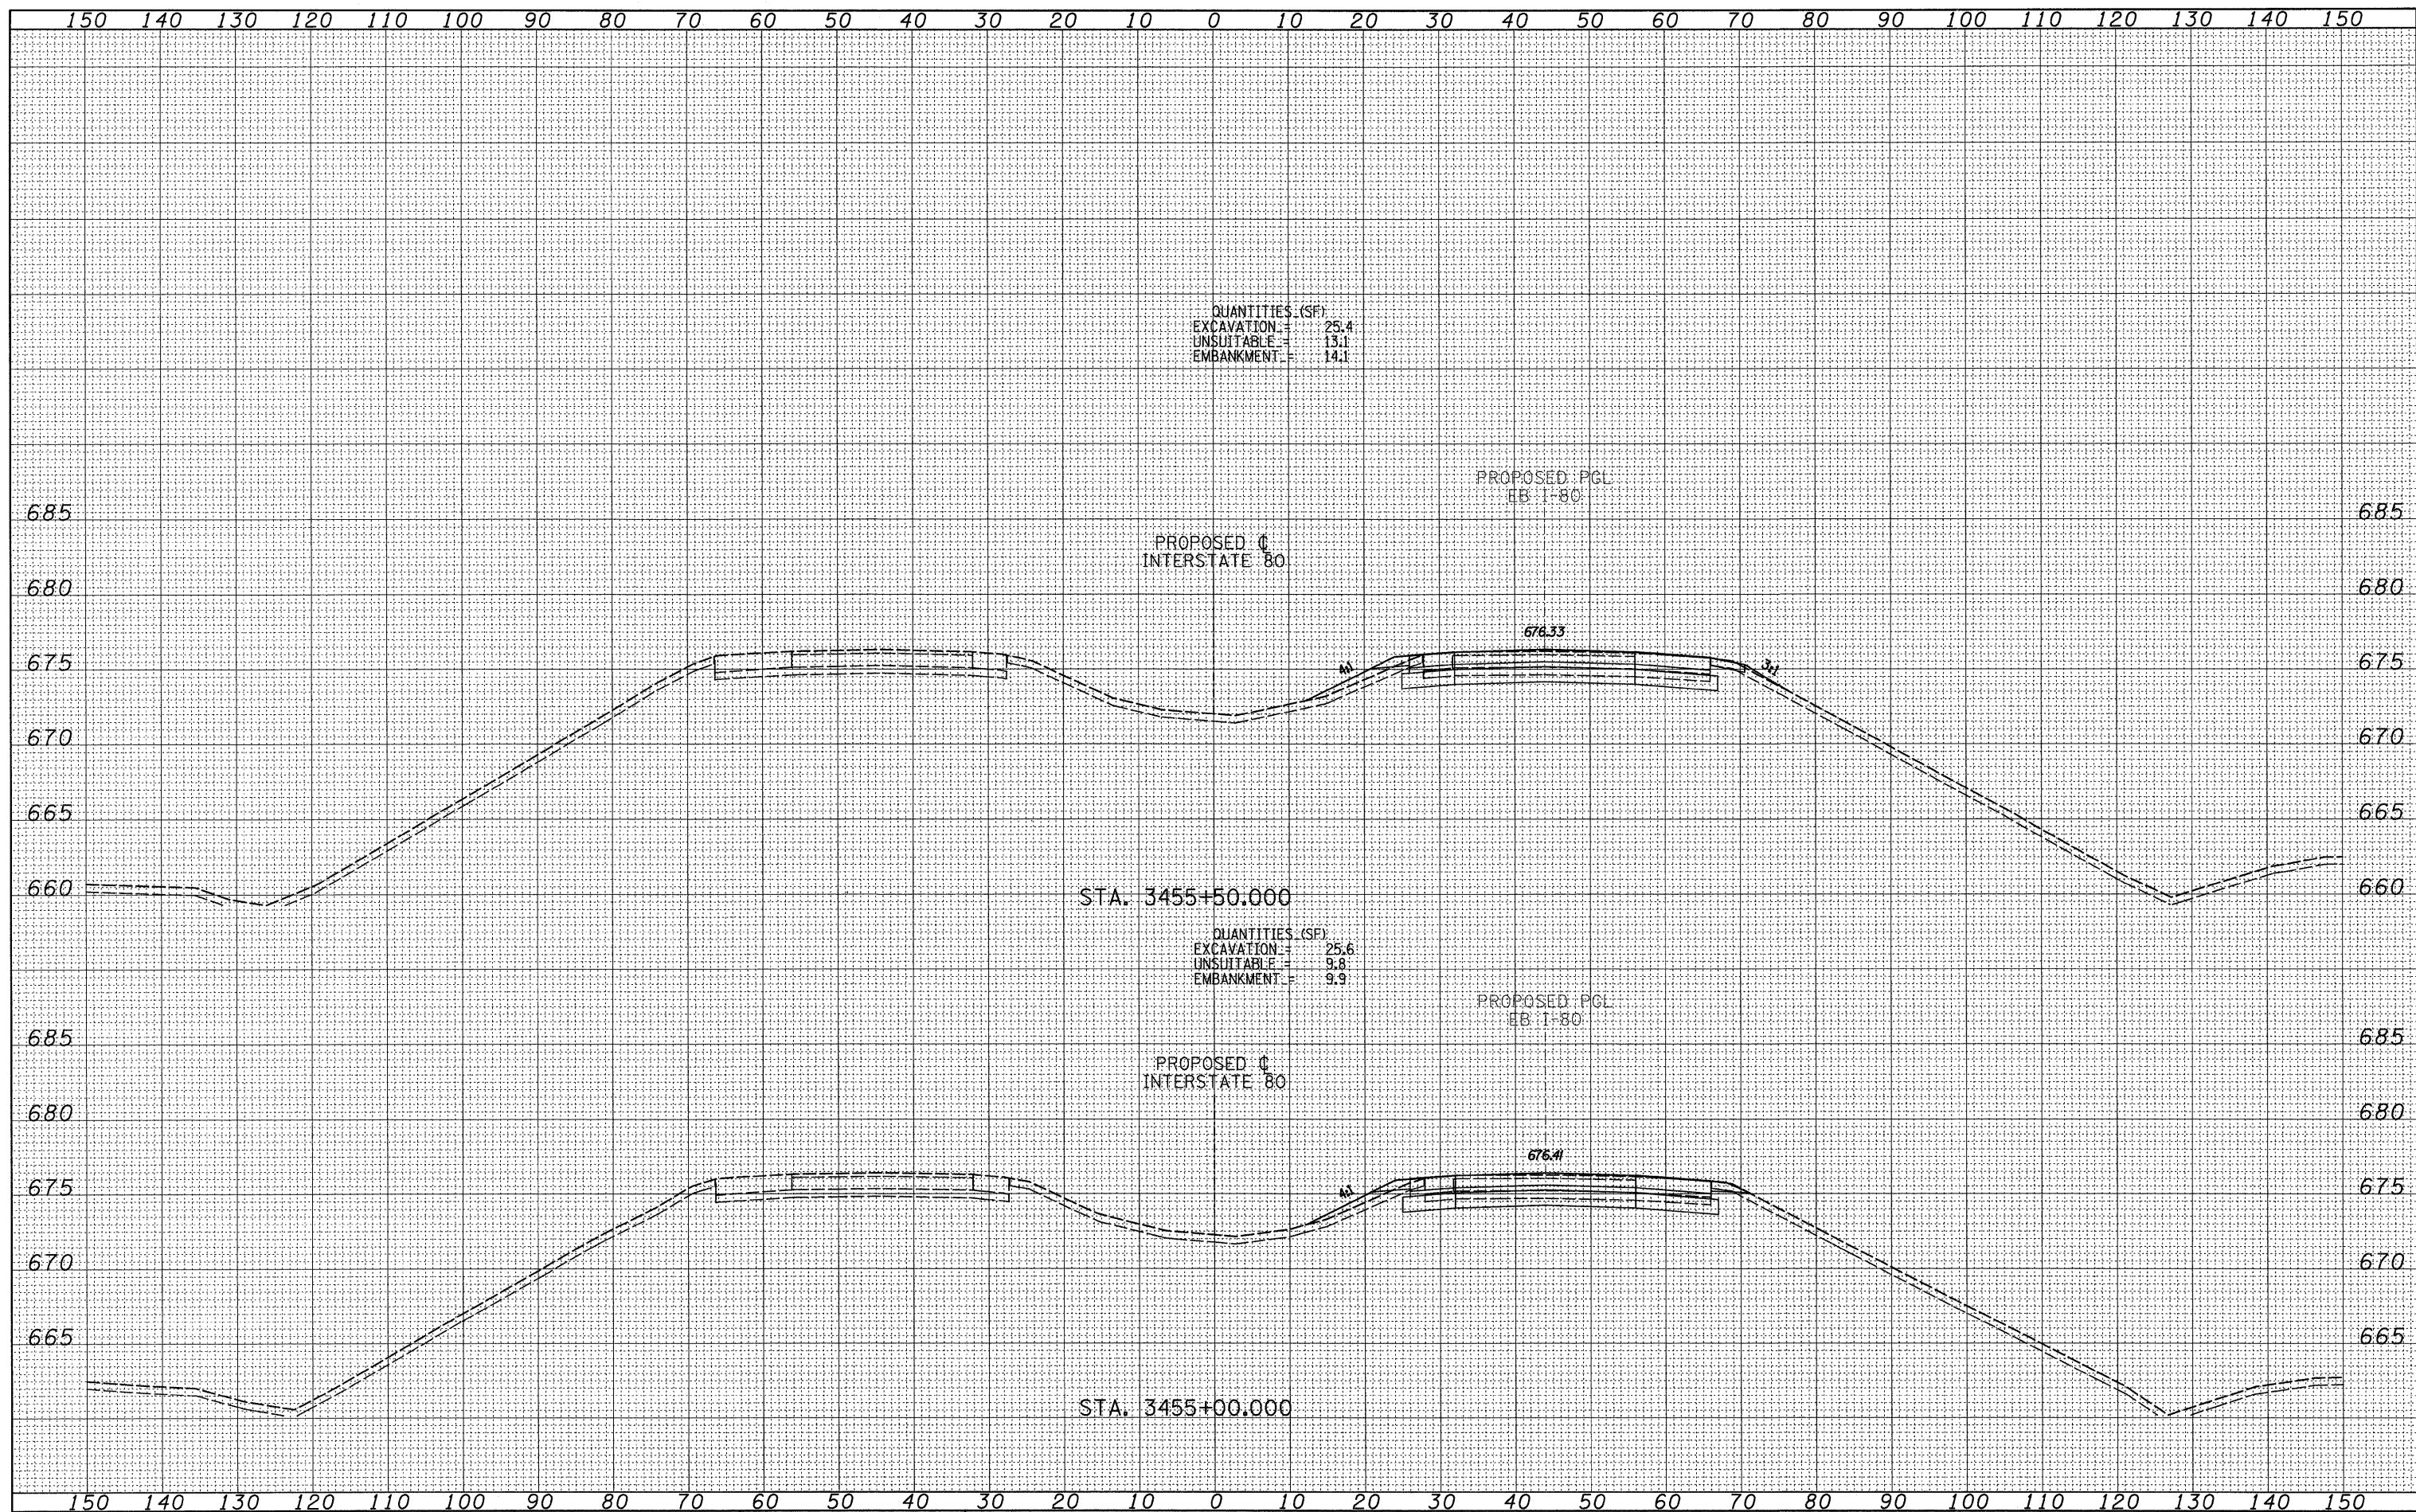 150 140 130 120 110 100 90 80 70 60 50 40 30 20 10 0 10 20 30 40 50 60 70 80 90 100 110 120 130 140 150
QUANTITIES (SF)
EXCAVATION = 25.4
UNSUITABLE = 13.1
EMBANKMENT = 14.1
PROPOSED PGL
EB I-80
685 685
PROPOSED ℄
INTERSTATE 80
680 680
676.33
675 4:1 3:1 675
670 670
665 665
660 660
STA. 3455+50.000
QUANTITIES (SF)
EXCAVATION = 25.6
UNSUITABLE = 9.8
EMBANKMENT = 9.9
PROPOSED PGL
EB I-80
685 685
PROPOSED ℄
INTERSTATE 80
680 680
676.41
675 4:1 675
670 670
665 665
STA. 3455+00.000
150 140 130 120 110 100 90 80 70 60 50 40 30 20 10 0 10 20 30 40 50 60 70 80 90 100 110 120 130 140 150